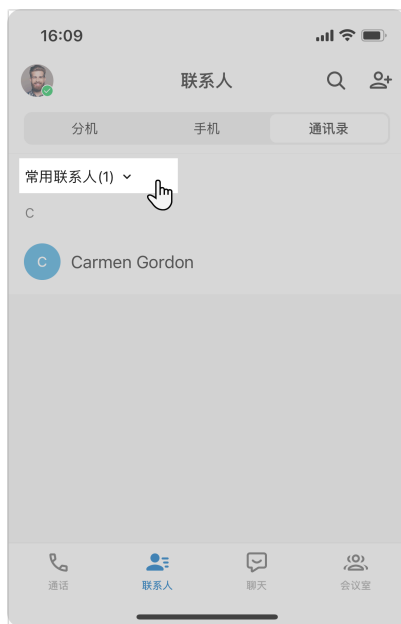 16:09
联系人
分机 手机 通讯录
常用联系人(1)
C
C Carmen Gordon
通话 联系人 聊天 会议室